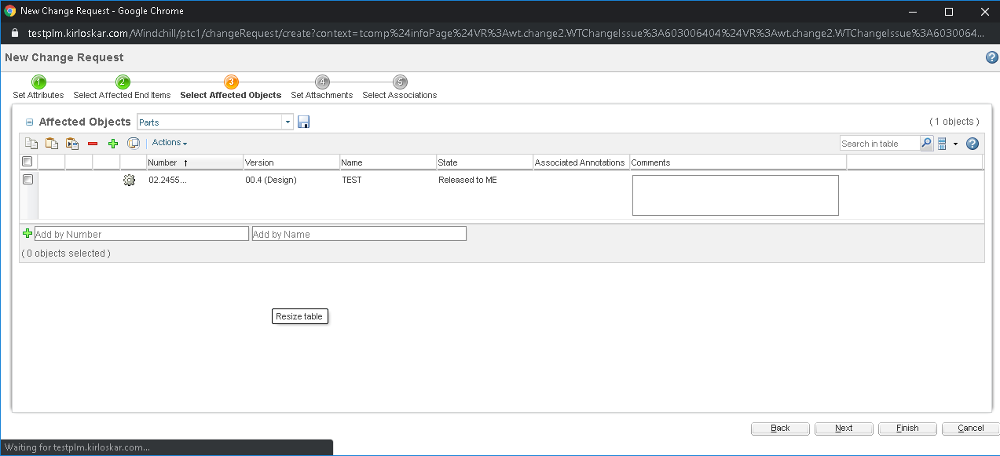 New Change Request - Google Chrome
testplm.kirloskar.com/Windchill/ptc1/changeRequest/create?context=tcomp%24infoPage%24VR%3Awt.change2.WTChangeIssue%3A603006404%24VR%3Awt.change2.WTChangeIssue%3A6030064...
New Change Request
1 2 3 4 5
Set Attributes Select Affected End Items Select Affected Objects Set Attachments Select Associations
Affected Objects Parts ( 1 objects )
Actions Search in table
Number ↑ Version Name State Associated Annotations Comments
02.2455... 00.4 (Design) TEST Released to ME
Add by Number Add by Name
( 0 objects selected )
Resize table
Back Next Finish Cancel
Waiting for testplm.kirloskar.com...